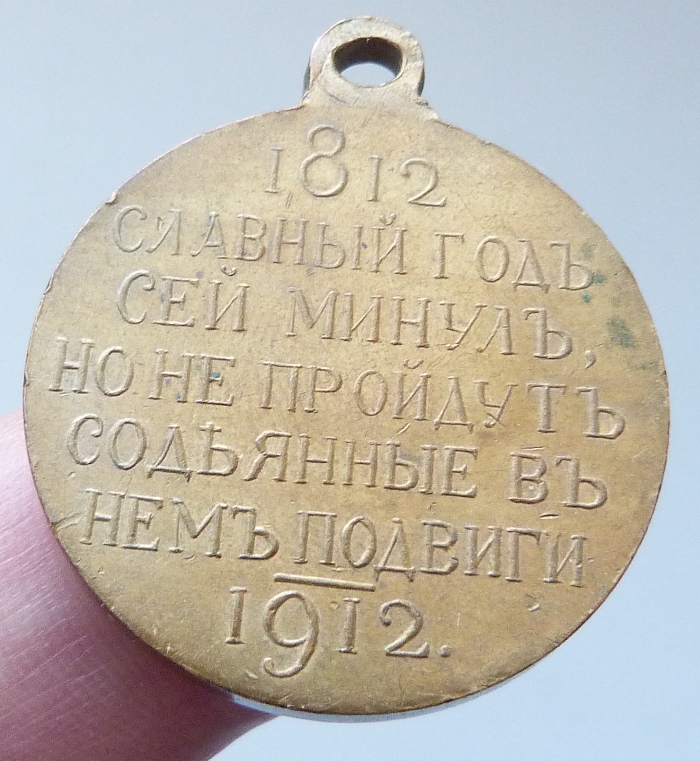 1812
СЛАВНЫЙ ГОДЪ
СЕЙ МИНУЛЪ,
НО НЕ ПРОЙДУТЪ
СОДѢЯННЫЕ ВЪ
НЕМЪ ПОДВИГИ
1912.